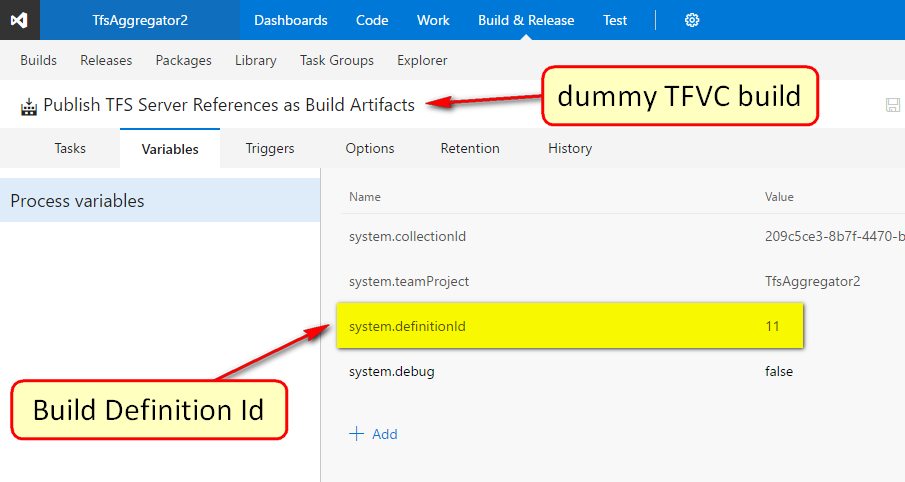 TfsAggregator2 Dashboards Code Work Build & Release Test
Builds Releases Packages Library Task Groups Explorer
Publish TFS Server References as Build Artifacts
dummy TFVC build
Tasks Variables Triggers Options Retention History
Process variables
Name Value
system.collectionId 209c5ce3-8b7f-4470-b
system.teamProject TfsAggregator2
system.definitionId 11
system.debug false
Build Definition Id
+ Add